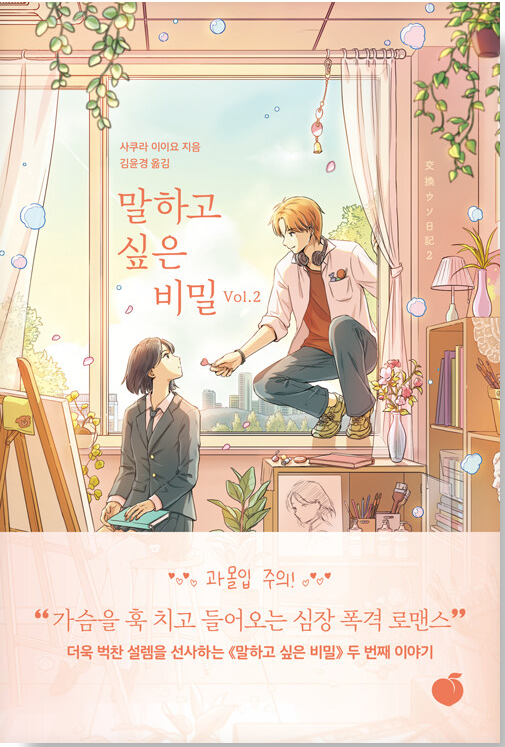 사쿠라 이이요 지음
김윤경 옮김
말하고
싶은
비밀 Vol.2
交換ウソ日記 2
♥♥♥♥ 과몰입 주의! ♥♥♥♥
“가슴을 훅 치고 들어오는 심장 폭격 로맨스”
더욱 벅찬 설렘을 선사하는 《말하고 싶은 비밀》 두 번째 이야기